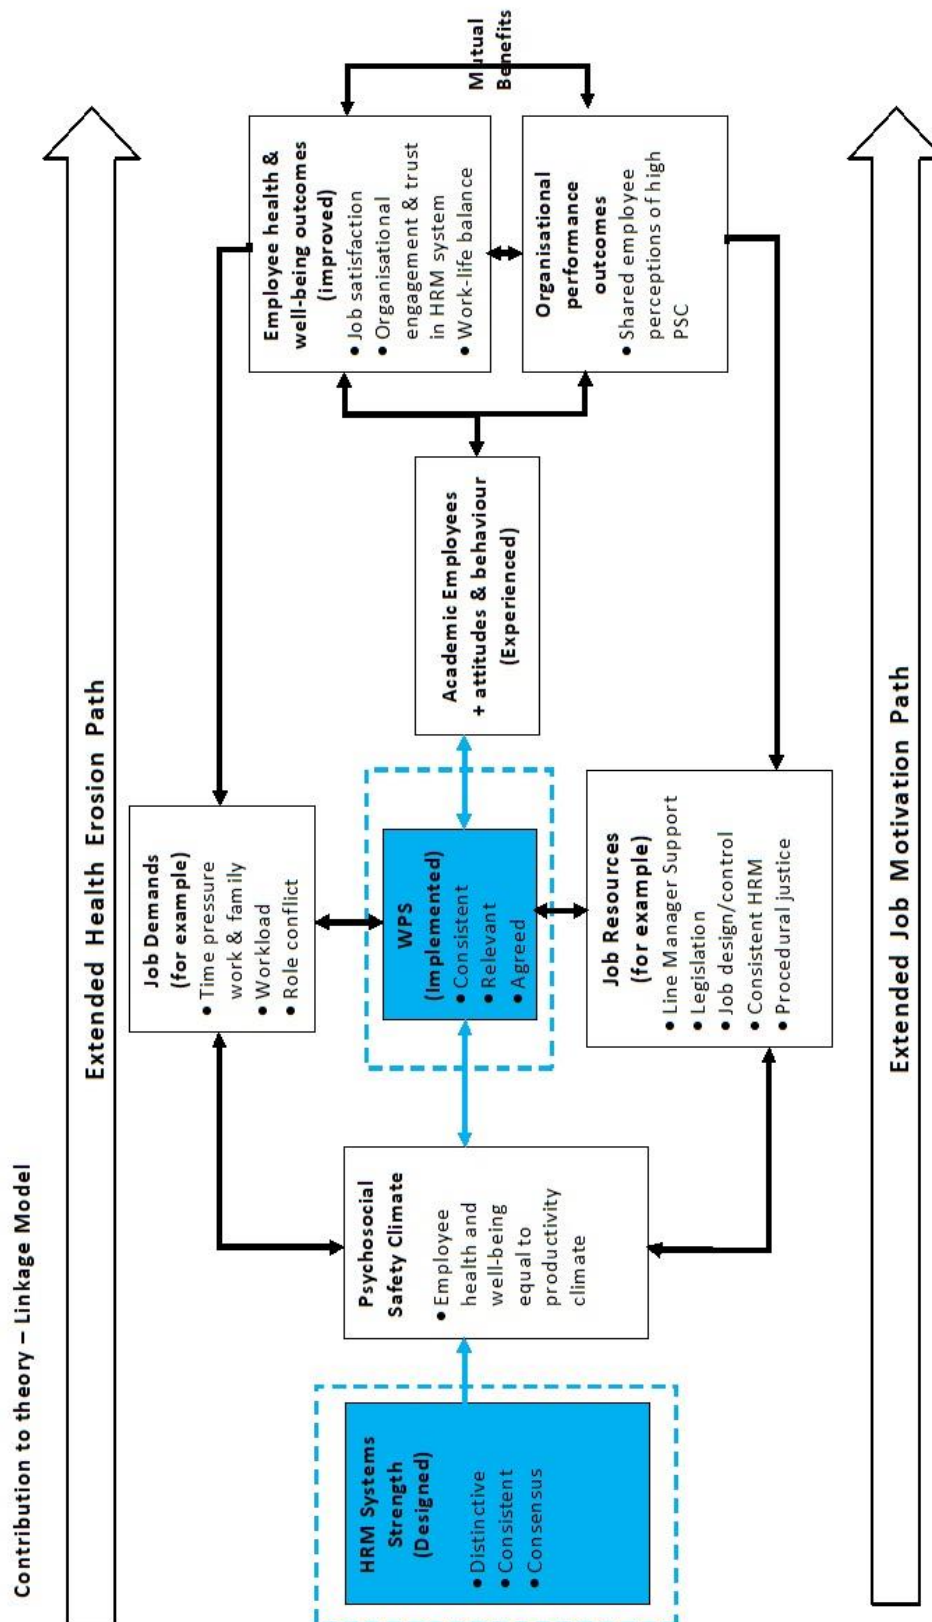 Contribution to theory – Linkage Model
Extended Health Erosion Path
HRM Systems
Strength
(Designed)
• Distinctive
• Consistent
• Consensus
Psychosocial
Safety Climate
• Employee
health and
well-being
equal to
productivity
climate
Job Demands
(for example)
• Time pressure
work & family
• Workload
• Role conflict
WPS
(Implemented)
• Consistent
• Relevant
• Agreed
Job Resources
(for example)
• Line Manager Support
• Legislation
• Job design/control
• Consistent HRM
• Procedural justice
Academic Employees
+ attitudes & behaviour
(Experienced)
Employee health &
well-being outcomes
(improved)
• Job satisfaction
• Organisational
engagement & trust
in HRM system
• Work-life balance
Organisational
performance
outcomes
• Shared employee
perceptions of high
PSC
Mutual
Benefits
Extended Job Motivation Path